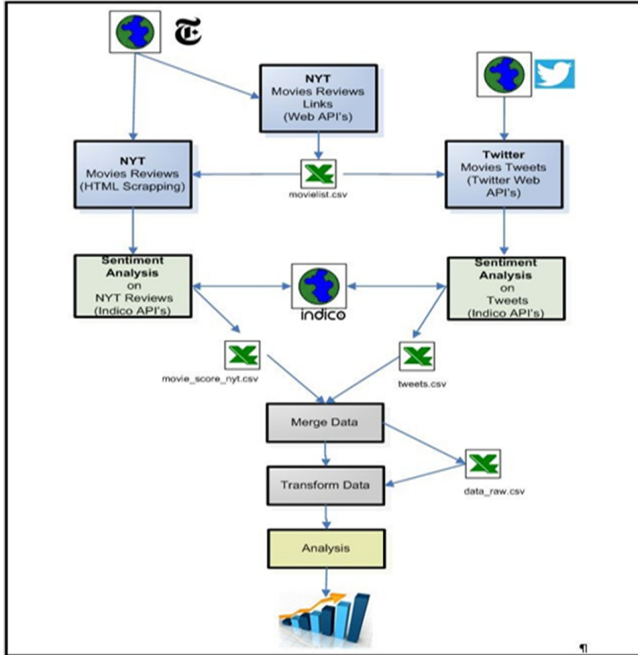 NYT
Movies Reviews
Links
(Web API's)
NYT
Movies Reviews
(HTML Scrapping)
movielist.csv
Twitter
Movies Tweets
(Twitter Web
API's)
Sentiment
Analysis
on
NYT Reviews
(Indico API's)
indico
Sentiment
Analysis
on
Tweets
(Indico API's)
movie_score_nyt.csv
tweets.csv
Merge Data
data_raw.csv
Transform Data
Analysis
¶